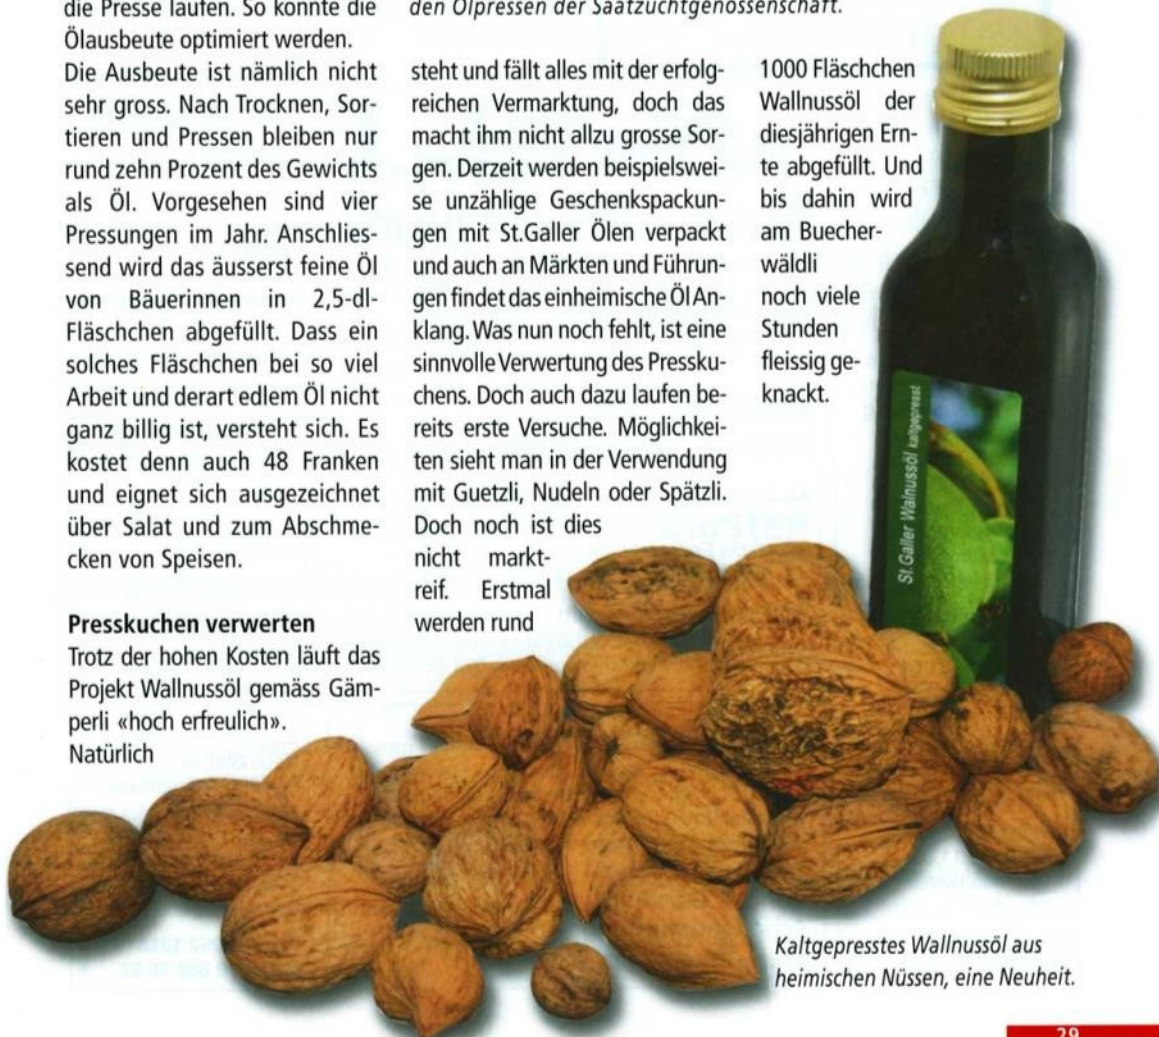 die Presse laufen. So konnte die
Ölausbeute optimiert werden.
Die Ausbeute ist nämlich nicht
sehr gross. Nach Trocknen, Sor-
tieren und Pressen bleiben nur
rund zehn Prozent des Gewichts
als Öl. Vorgesehen sind vier
Pressungen im Jahr. Anschlies-
send wird das äusserst feine Öl
von Bäuerinnen in 2,5-dl-
Fläschchen abgefüllt. Dass ein
solches Fläschchen bei so viel
Arbeit und derart edlem Öl nicht
ganz billig ist, versteht sich. Es
kostet denn auch 48 Franken
und eignet sich ausgezeichnet
über Salat und zum Abschme-
cken von Speisen.
Presskuchen verwerten
Trotz der hohen Kosten läuft das
Projekt Wallnussöl gemäss Gäm-
perli «hoch erfreulich».
Natürlich
den Ölpressen der Saatzuchtgenossenschaft.
steht und fällt alles mit der erfolg-
reichen Vermarktung, doch das
macht ihm nicht allzu grosse Sor-
gen. Derzeit werden beispielswei-
se unzählige Geschenkspackun-
gen mit St.Galler Ölen verpackt
und auch an Märkten und Führun-
gen findet das einheimische Öl An-
klang. Was nun noch fehlt, ist eine
sinnvolle Verwertung des Pressku-
chens. Doch auch dazu laufen be-
reits erste Versuche. Möglichkei-
ten sieht man in der Verwendung
mit Guetzli, Nudeln oder Spätzli.
Doch noch ist dies
nicht markt-
reif. Erstmal
werden rund
1000 Fläschchen
Wallnussöl der
diesjährigen Ern-
te abgefüllt. Und
bis dahin wird
am Buecher-
wäldli
noch viele
Stunden
fleissig ge-
knackt.
St.Galler Walnussöl kaltgepresst
Kaltgepresstes Wallnussöl aus
heimischen Nüssen, eine Neuheit.
29